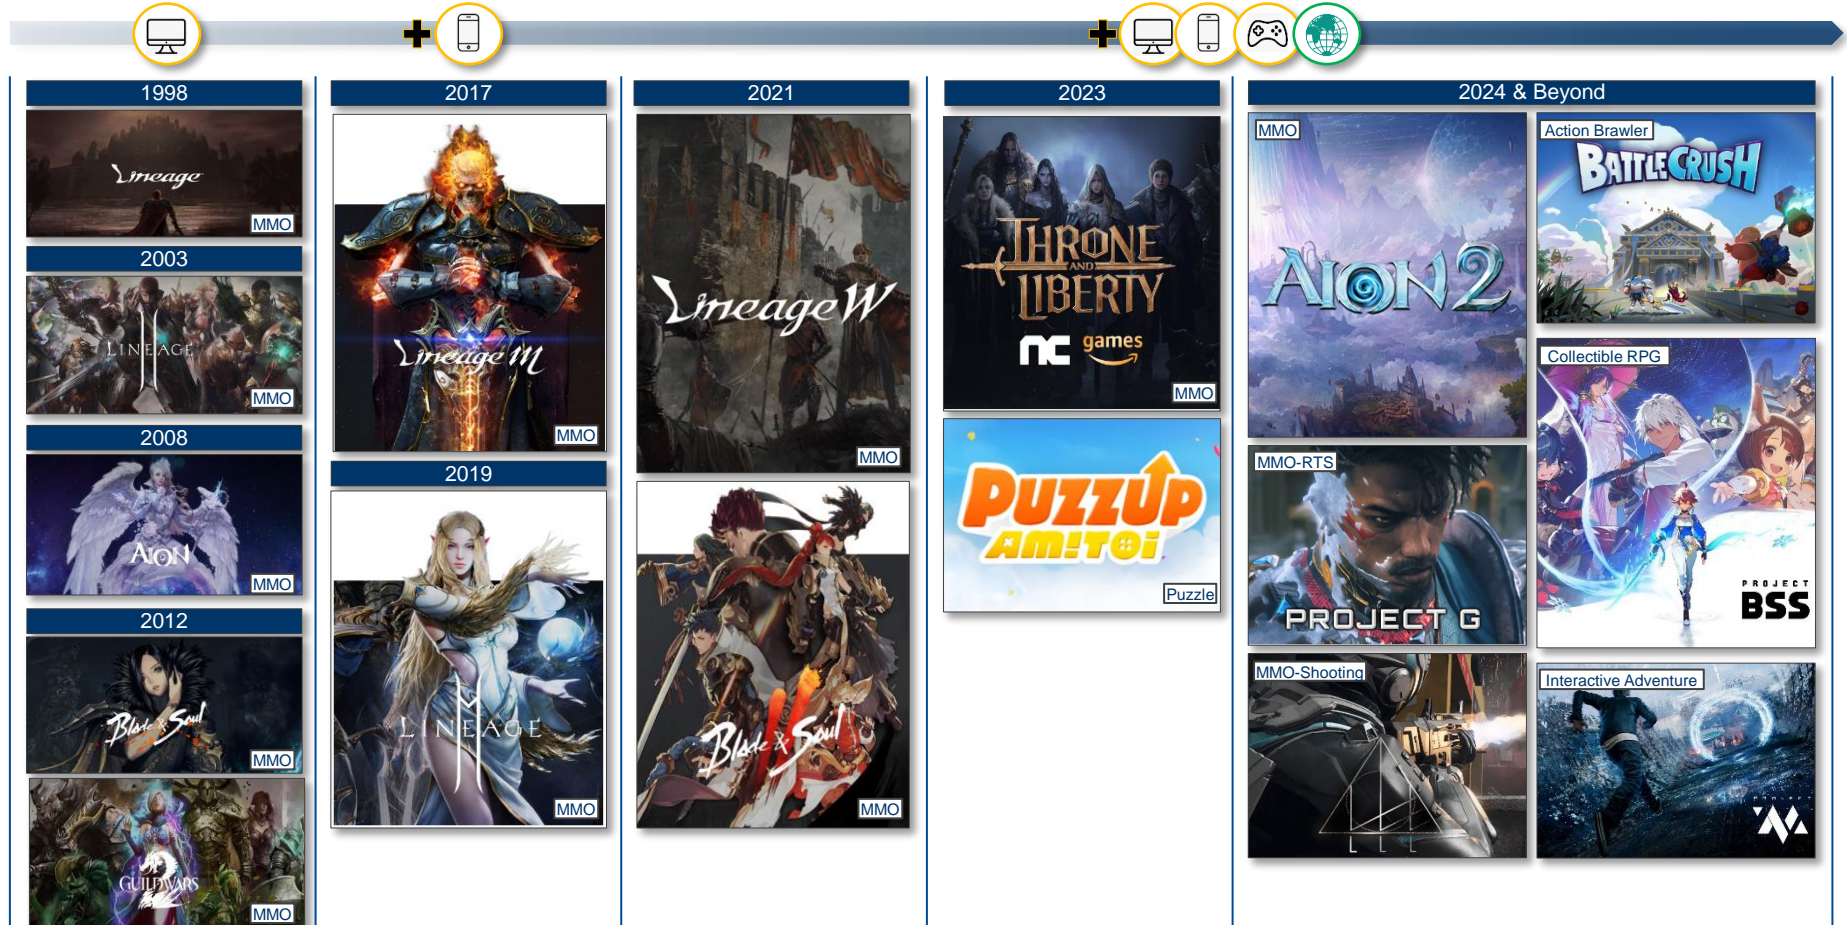 1998
Lineage
MMO
2003
LINEAGE
II
MMO
2008
AION
MMO
2012
Blade & Soul
MMO
GUILD WARS
2
MMO
2017
Lineage M
MMO
2019
LINEAGE
2M
MMO
2021
Lineage W
MMO
Blade & Soul
II
MMO
2023
THRONE
AND
LIBERTY
NC games
MMO
PUZZUP
AMITOI
Puzzle
2024 & Beyond
MMO
AION 2
Action Brawler
BATTLE CRUSH
MMO-RTS
PROJECT G
Collectible RPG
PROJECT
BSS
MMO-Shooting
LLL
Interactive Adventure
PROJECT
M